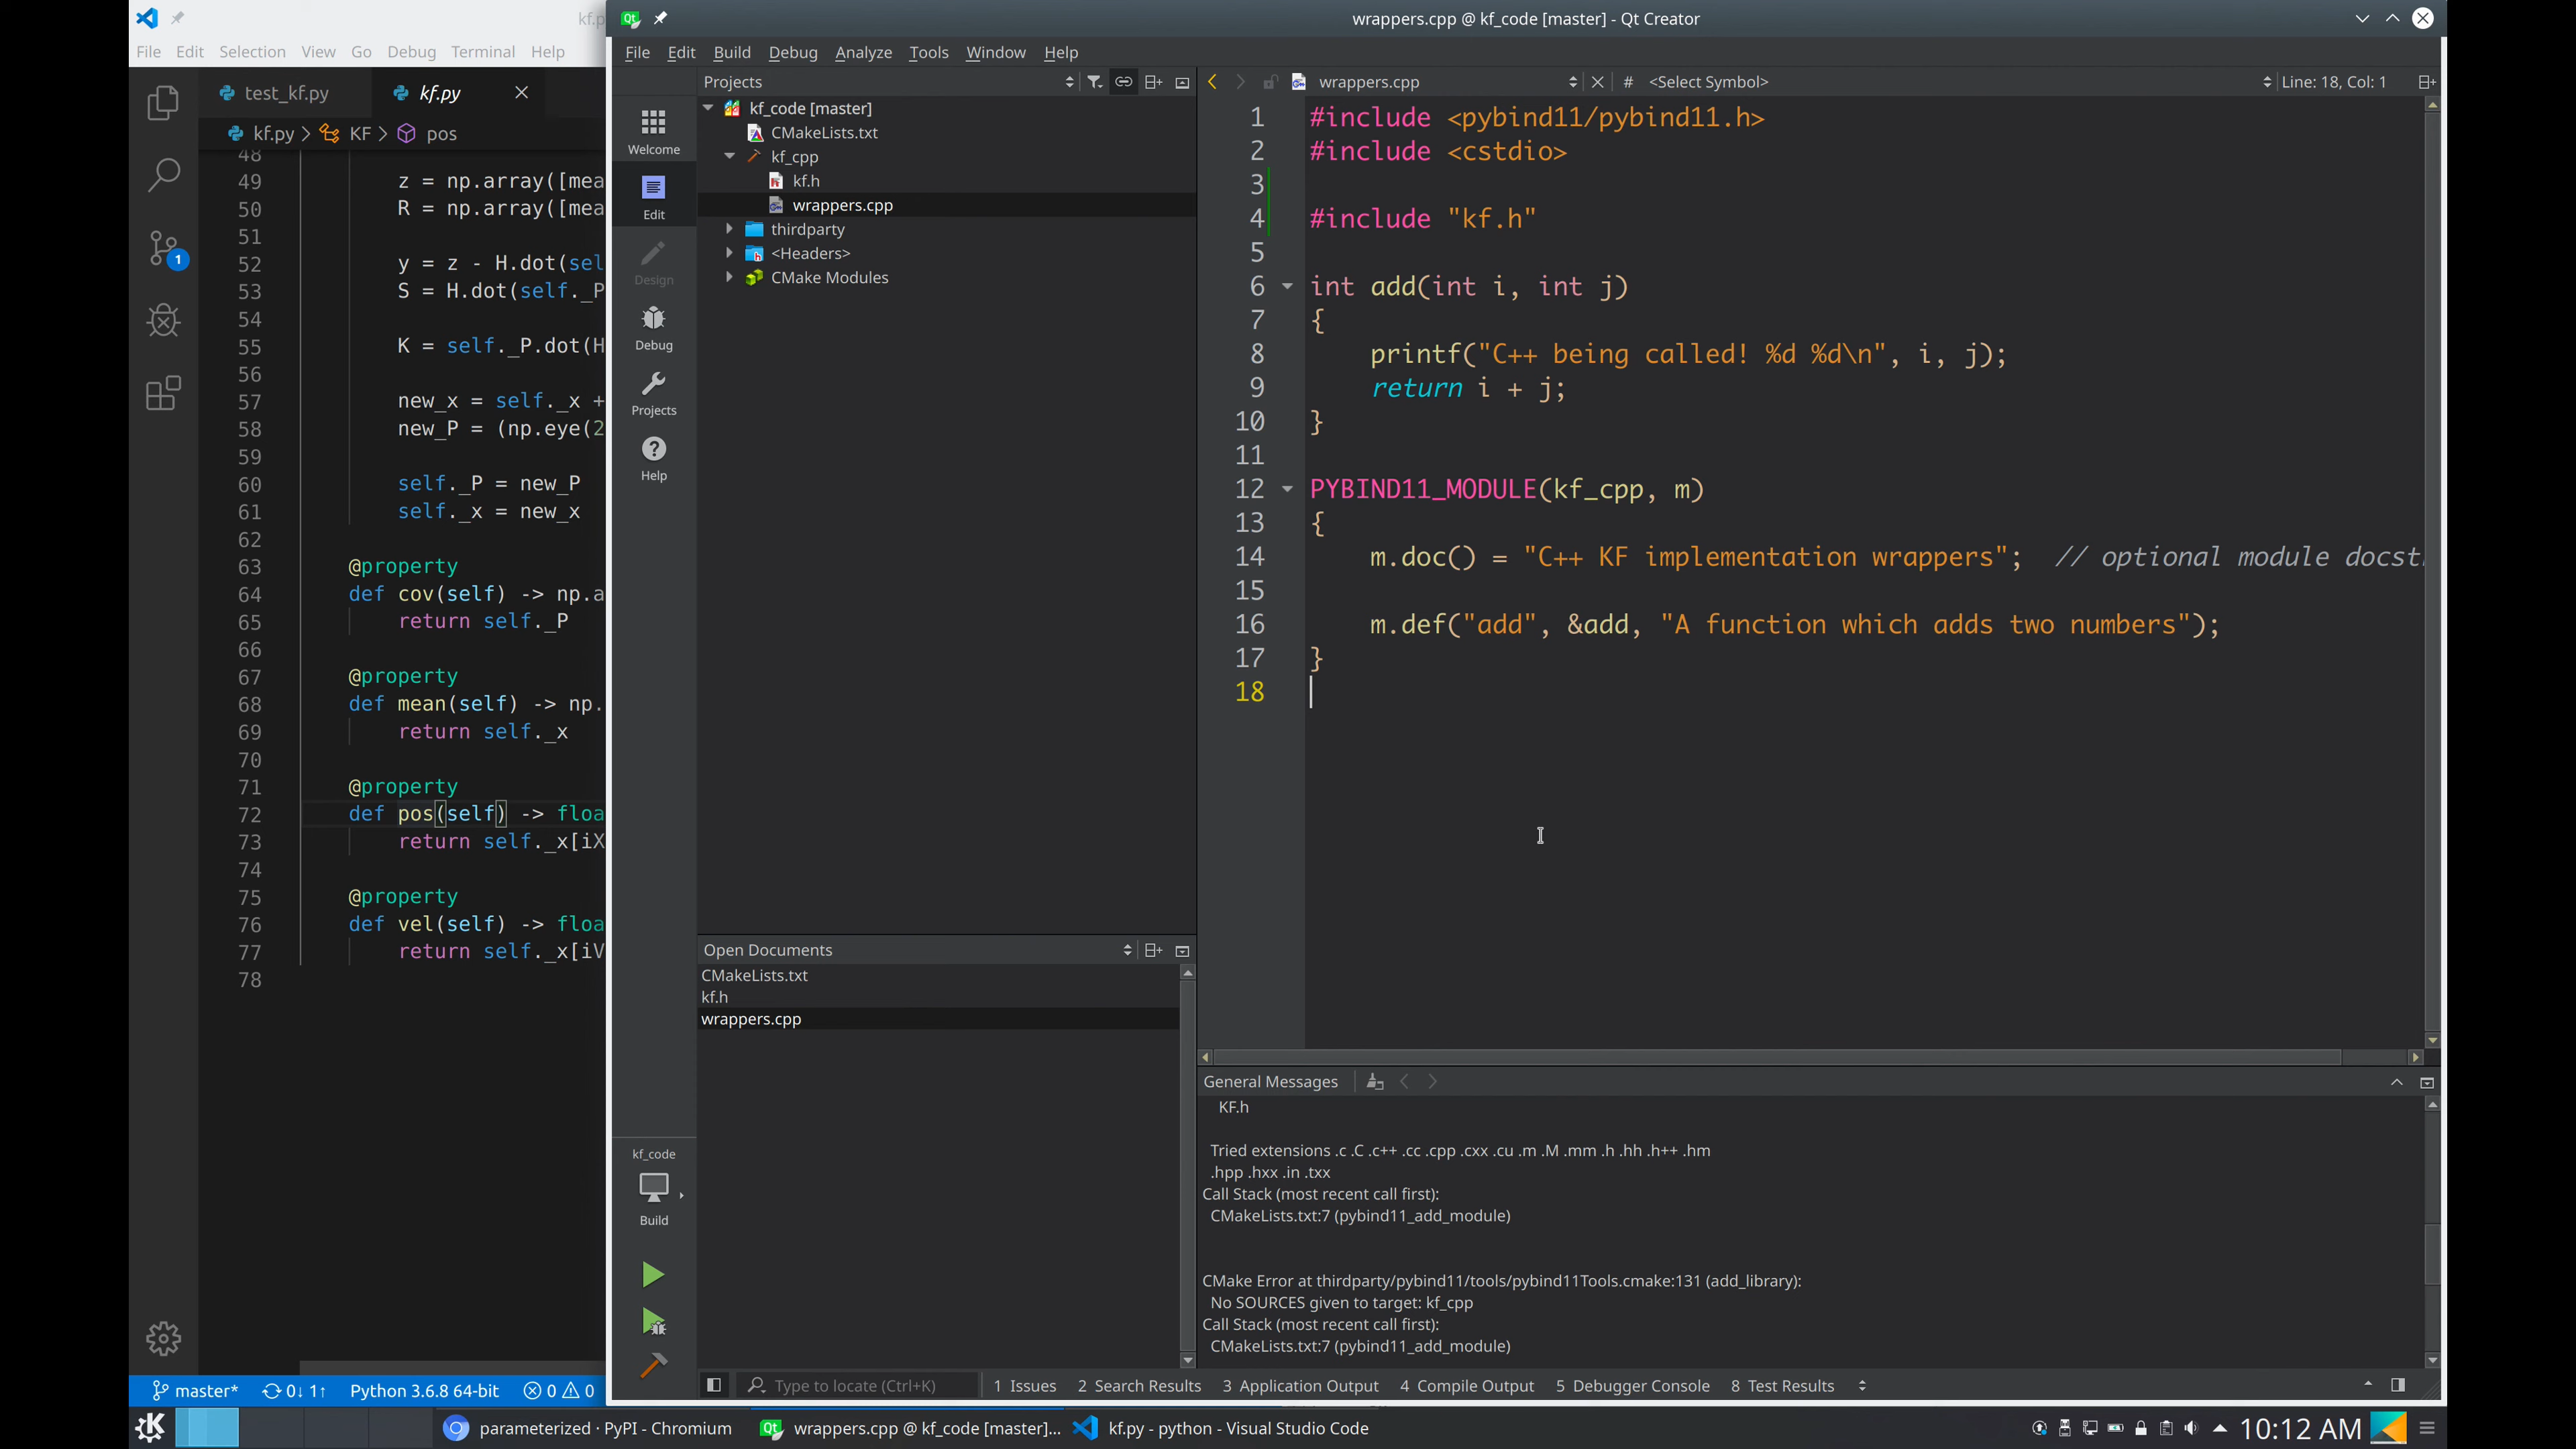 kf.p
File Edit Selection View Go Debug Terminal Help
test_kf.py kf.py
kf.py > KF > pos
48
49 z = np.array([mea
50 R = np.array([mea
51
52 y = z - H.dot(sel
53 S = H.dot(self._P
54
55 K = self._P.dot(H
56
57 new_x = self._x +
58 new_P = (np.eye(2
59
60 self._P = new_P
61 self._x = new_x
62
63 @property
64 def cov(self) -> np.a
65 return self._P
66
67 @property
68 def mean(self) -> np.
69 return self._x
70
71 @property
72 def pos(self) -> floa
73 return self._x[iX
74
75 @property
76 def vel(self) -> floa
77 return self._x[iV
78
1
master* 0↓ 1↑ Python 3.6.8 64-bit 0 0
wrappers.cpp @ kf_code [master] - Qt Creator
File Edit Build Debug Analyze Tools Window Help
Welcome
Edit
Design
Debug
Projects
Help
kf_code
Build
Projects
kf_code [master]
CMakeLists.txt
kf_cpp
kf.h
wrappers.cpp
thirdparty
<Headers>
CMake Modules
Open Documents
CMakeLists.txt
kf.h
wrappers.cpp
wrappers.cpp # <Select Symbol> Line: 18, Col: 1
1 #include <pybind11/pybind11.h>
2 #include <cstdio>
3
4 #include "kf.h"
5
6 int add(int i, int j)
7 {
8 printf("C++ being called! %d %d\n", i, j);
9 return i + j;
10 }
11
12 PYBIND11_MODULE(kf_cpp, m)
13 {
14 m.doc() = "C++ KF implementation wrappers"; // optional module docst
15
16 m.def("add", &add, "A function which adds two numbers");
17 }
18
General Messages
KF.h
Tried extensions .c .C .c++ .cc .cpp .cxx .cu .m .M .mm .h .hh .h++ .hm
.hpp .hxx .in .txx
Call Stack (most recent call first):
CMakeLists.txt:7 (pybind11_add_module)
CMake Error at thirdparty/pybind11/tools/pybind11Tools.cmake:131 (add_library):
No SOURCES given to target: kf_cpp
Call Stack (most recent call first):
CMakeLists.txt:7 (pybind11_add_module)
Type to locate (Ctrl+K) 1 Issues 2 Search Results 3 Application Output 4 Compile Output 5 Debugger Console 8 Test Results
parameterized · PyPI - Chromium wrappers.cpp @ kf_code [master]... kf.py - python - Visual Studio Code 10:12 AM